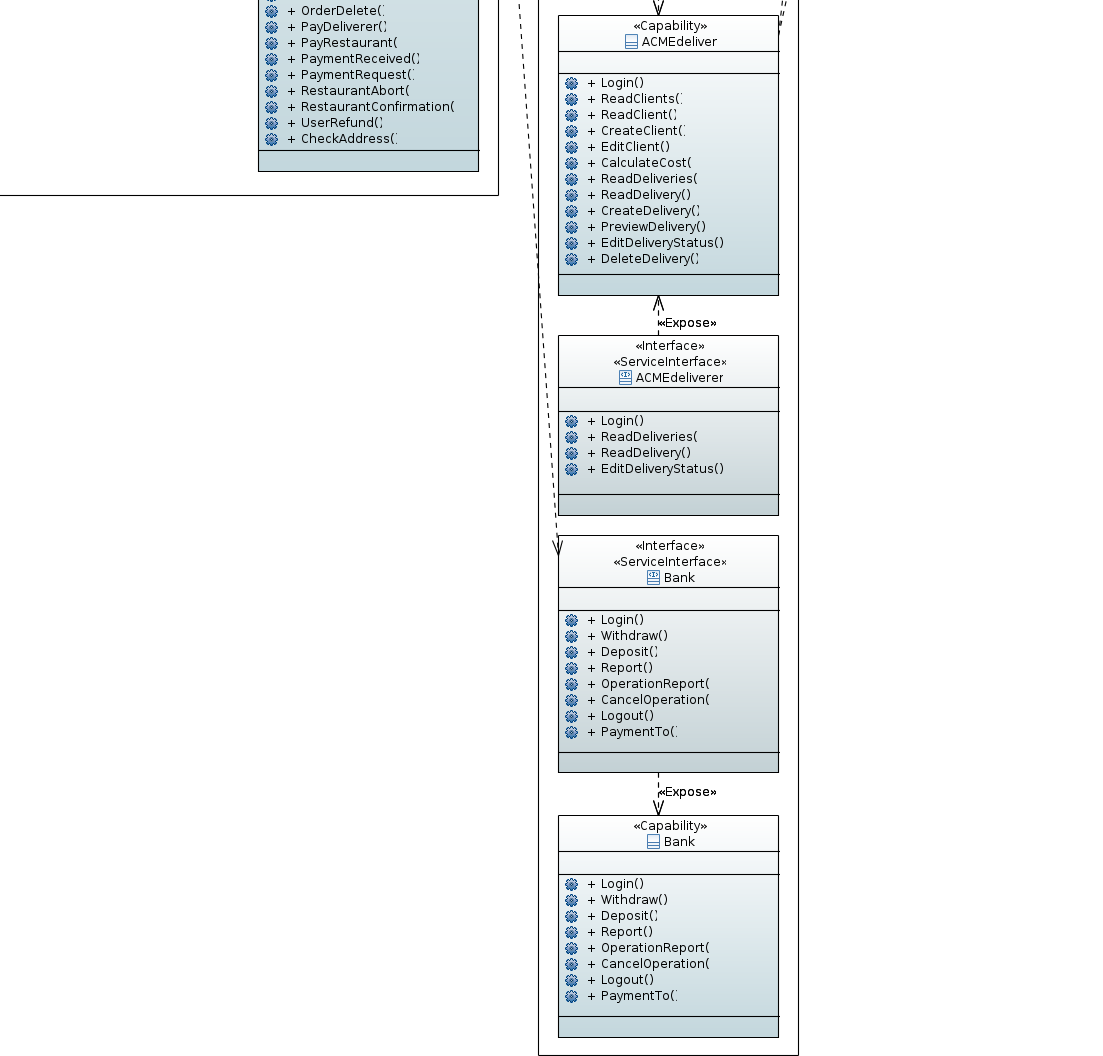 + OrderDelete()
+ PayDeliverer()
+ PayRestaurant(
+ PaymentReceived()
+ PaymentRequest()
+ RestaurantAbort(
+ RestaurantConfirmation(
+ UserRefund()
+ CheckAddress()
«Capability»
ACMEdeliver
+ Login()
+ ReadClients()
+ ReadClient()
+ CreateClient()
+ EditClient()
+ CalculateCost(
+ ReadDeliveries(
+ ReadDelivery()
+ CreateDelivery()
+ PreviewDelivery()
+ EditDeliveryStatus()
+ DeleteDelivery()
«Expose»
«Interface»
«ServiceInterface»
ACMEdeliverer
+ Login()
+ ReadDeliveries(
+ ReadDelivery()
+ EditDeliveryStatus()
«Interface»
«ServiceInterface»
Bank
+ Login()
+ Withdraw()
+ Deposit()
+ Report()
+ OperationReport(
+ CancelOperation(
+ Logout()
+ PaymentTo()
«Expose»
«Capability»
Bank
+ Login()
+ Withdraw()
+ Deposit()
+ Report()
+ OperationReport(
+ CancelOperation(
+ Logout()
+ PaymentTo()